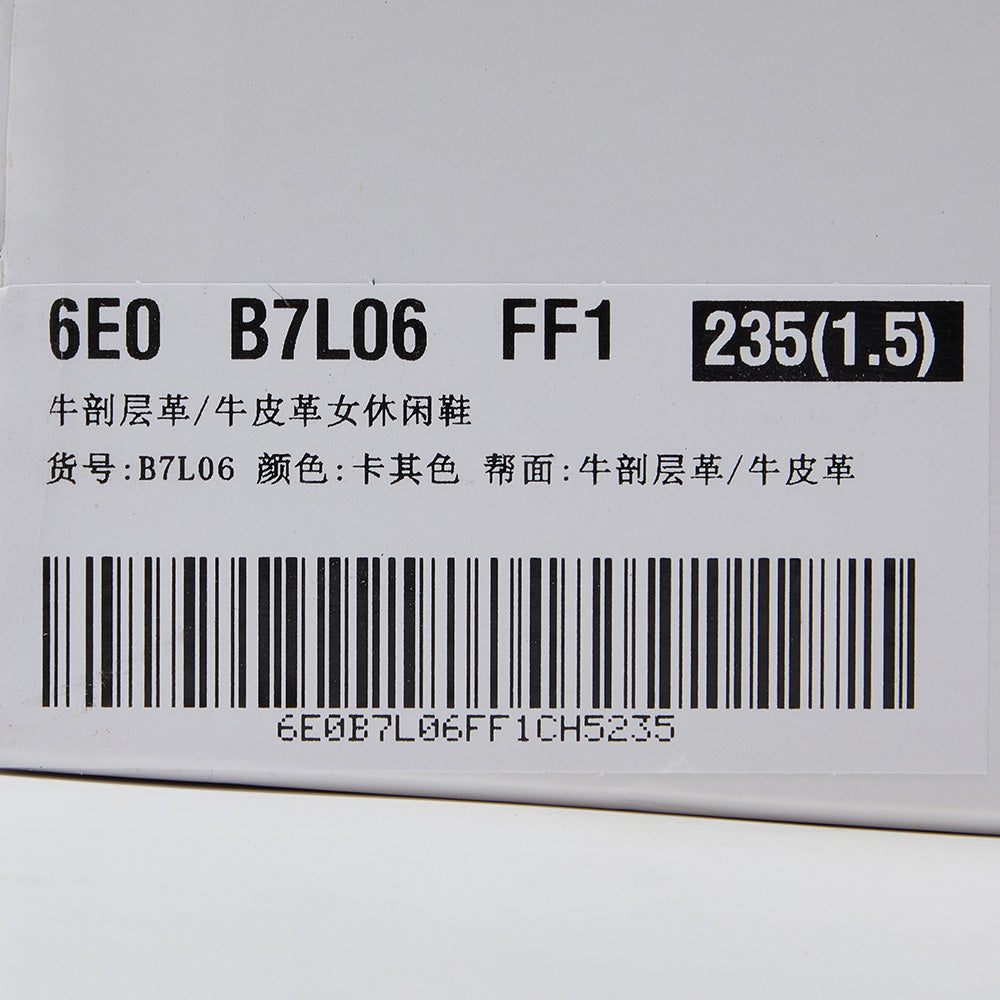 6E0 B7L06 FF1 235(1.5)
牛剖层革/牛皮革女休闲鞋
货号:B7L06 颜色:卡其色 帮面:牛剖层革/牛皮革
6E0B7L06FF1CH5235